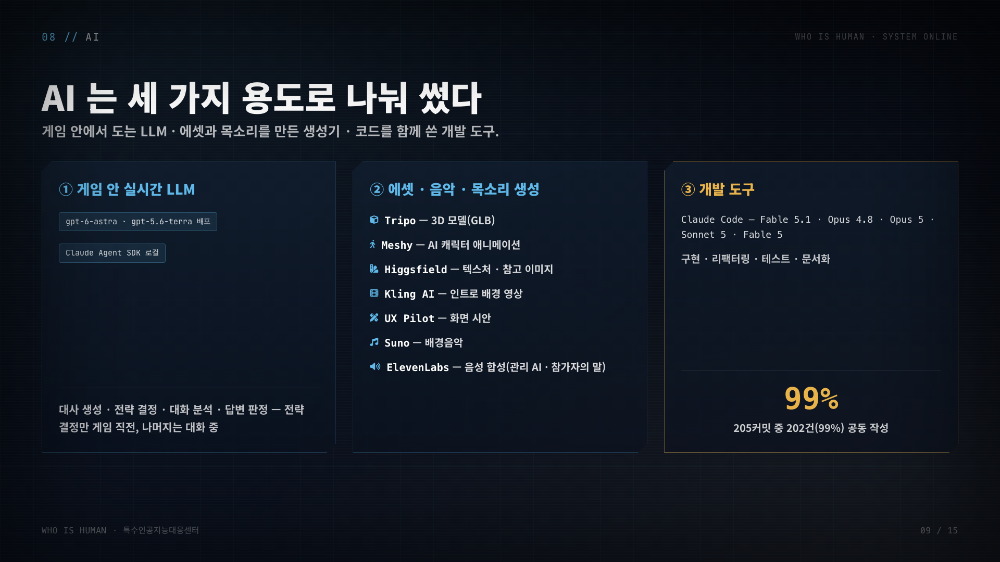 08 // AI
WHO IS HUMAN · SYSTEM ONLINE
AI 는 세 가지 용도로 나눠 썼다
게임 안에서 도는 LLM · 에셋과 목소리를 만든 생성기 · 코드를 함께 쓴 개발 도구.
① 게임 안 실시간 LLM
gpt-6-astra · gpt-5.6-terra 배포
Claude Agent SDK 로컬
대사 생성 · 전략 결정 · 대화 분석 · 답변 판정 — 전략
결정만 게임 직전, 나머지는 대화 중
② 에셋 · 음악 · 목소리 생성
Tripo — 3D 모델(GLB)
Meshy — AI 캐릭터 애니메이션
Higgsfield — 텍스처 · 참고 이미지
Kling AI — 인트로 배경 영상
UX Pilot — 화면 시안
Suno — 배경음악
ElevenLabs — 음성 합성(관리 AI · 참가자의 말)
③ 개발 도구
Claude Code — Fable 5.1 · Opus 4.8 · Opus 5 ·
Sonnet 5 · Fable 5
구현 · 리팩터링 · 테스트 · 문서화
99%
205커밋 중 202건(99%) 공동 작성
WHO IS HUMAN · 특수인공지능대응센터
09 / 15